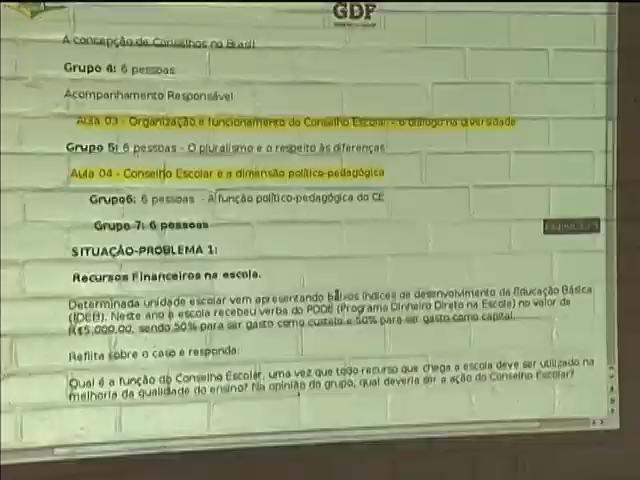 GDF
A concepção de Conselhos no Brasil
Grupo 4: 6 pessoas
Acompanhamento Responsável
Aula 03 - Organização e funcionamento do Conselho Escolar - o diálogo na diversidade
Grupo 5: 6 pessoas - O pluralismo e o respeito às diferenças
Aula 04 - Conselho Escolar e a dimensão político-pedagógica
Grupo6: 6 pessoas - A função político-pedagógica do CE
Grupo 7: 6 pessoas
SITUAÇÃO-PROBLEMA 1:
Recursos Financeiros na escola.
Determinada unidade escolar vem apresentando baixos índices de desenvolvimento da Educação Básica
(IDEB). Neste ano a escola recebeu verba do PDDE (Programa Dinheiro Direto na Escola) no valor de
R$5.000,00, sendo 50% para ser gasto como custeio e 50% para ser gasto como capital.
Reflita sobre o caso e responda:
Qual é a função do Conselho Escolar, uma vez que todo recurso que chega a escola deve ser utilizado na
melhoria da qualidade do ensino? Na opinião do grupo, qual deveria ser a ação do Conselho Escolar?